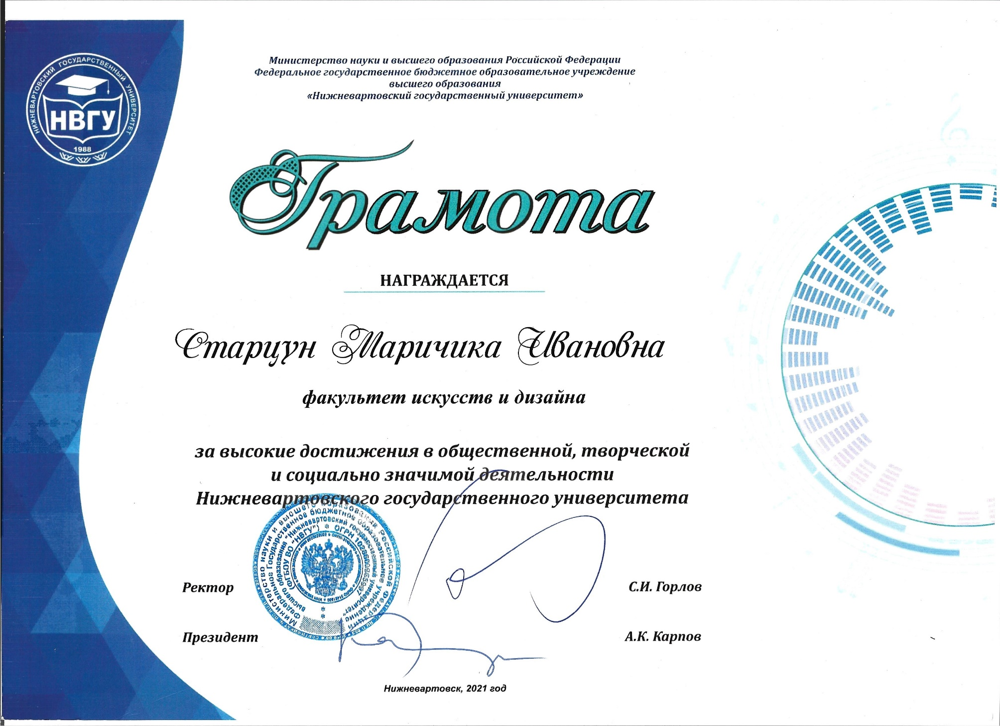 НИЖНЕВАРТОВСКИЙ ГОСУДАРСТВЕННЫЙ УНИВЕРСИТЕТ
НВГУ
1988
Министерство науки и высшего образования Российской Федерации
Федеральное государственное бюджетное образовательное учреждение
высшего образования
«Нижневартовский государственный университет»
Грамота
НАГРАЖДАЕТСЯ
Старцун Маричика Ивановна
факультет искусств и дизайна
за высокие достижения в общественной, творческой
и социально значимой деятельности
Нижневартовского государственного университета
Министерство науки и высшего образования Российской Федерации
Федеральное Государственное бюджетное образовательное учреждение
высшего образования "Нижневартовский государственный университет"
(ФГБОУ ВО "НВГУ") * ОГРН
Ректор
С.И. Горлов
Президент
А.К. Карпов
Нижневартовск, 2021 год